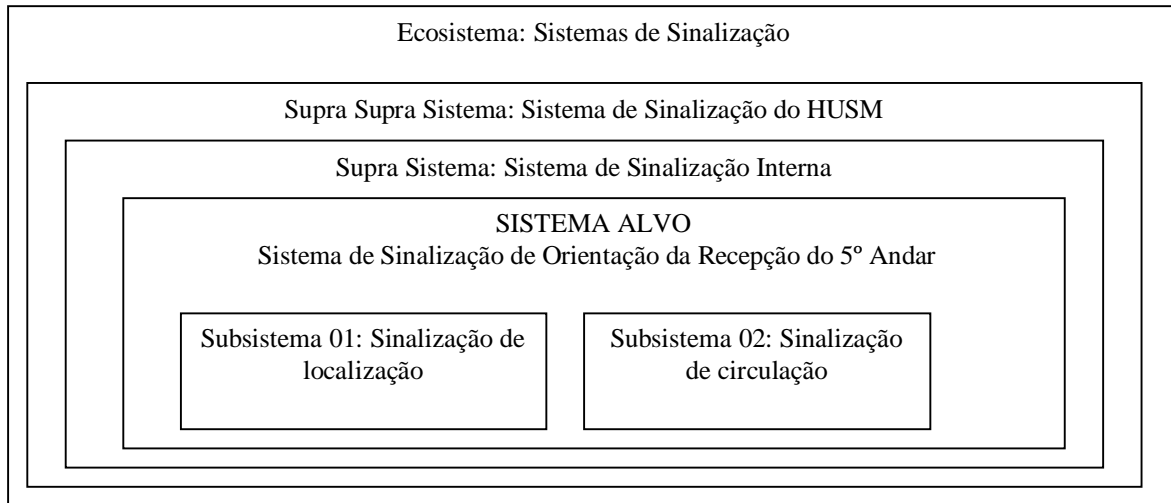 Ecosistema: Sistemas de Sinalização
Supra Supra Sistema: Sistema de Sinalização do HUSM
Supra Sistema: Sistema de Sinalização Interna
SISTEMA ALVO
Sistema de Sinalização de Orientação da Recepção do 5º Andar
Subsistema 01: Sinalização de
localização
Subsistema 02: Sinalização
de circulação